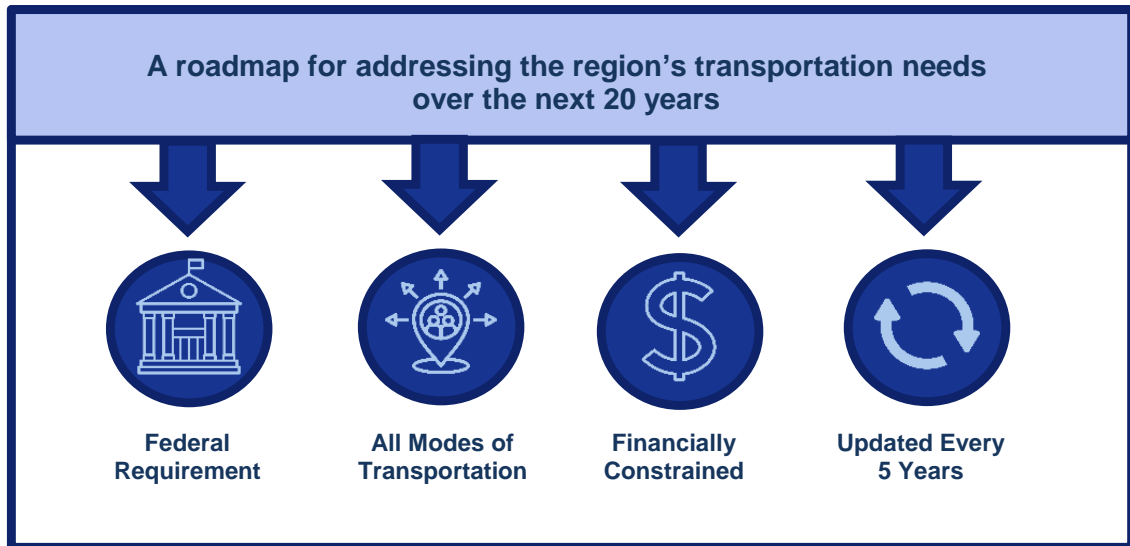 A roadmap for addressing the region’s transportation needs
over the next 20 years
Federal
Requirement
All Modes of
Transportation
Financially
Constrained
Updated Every
5 Years